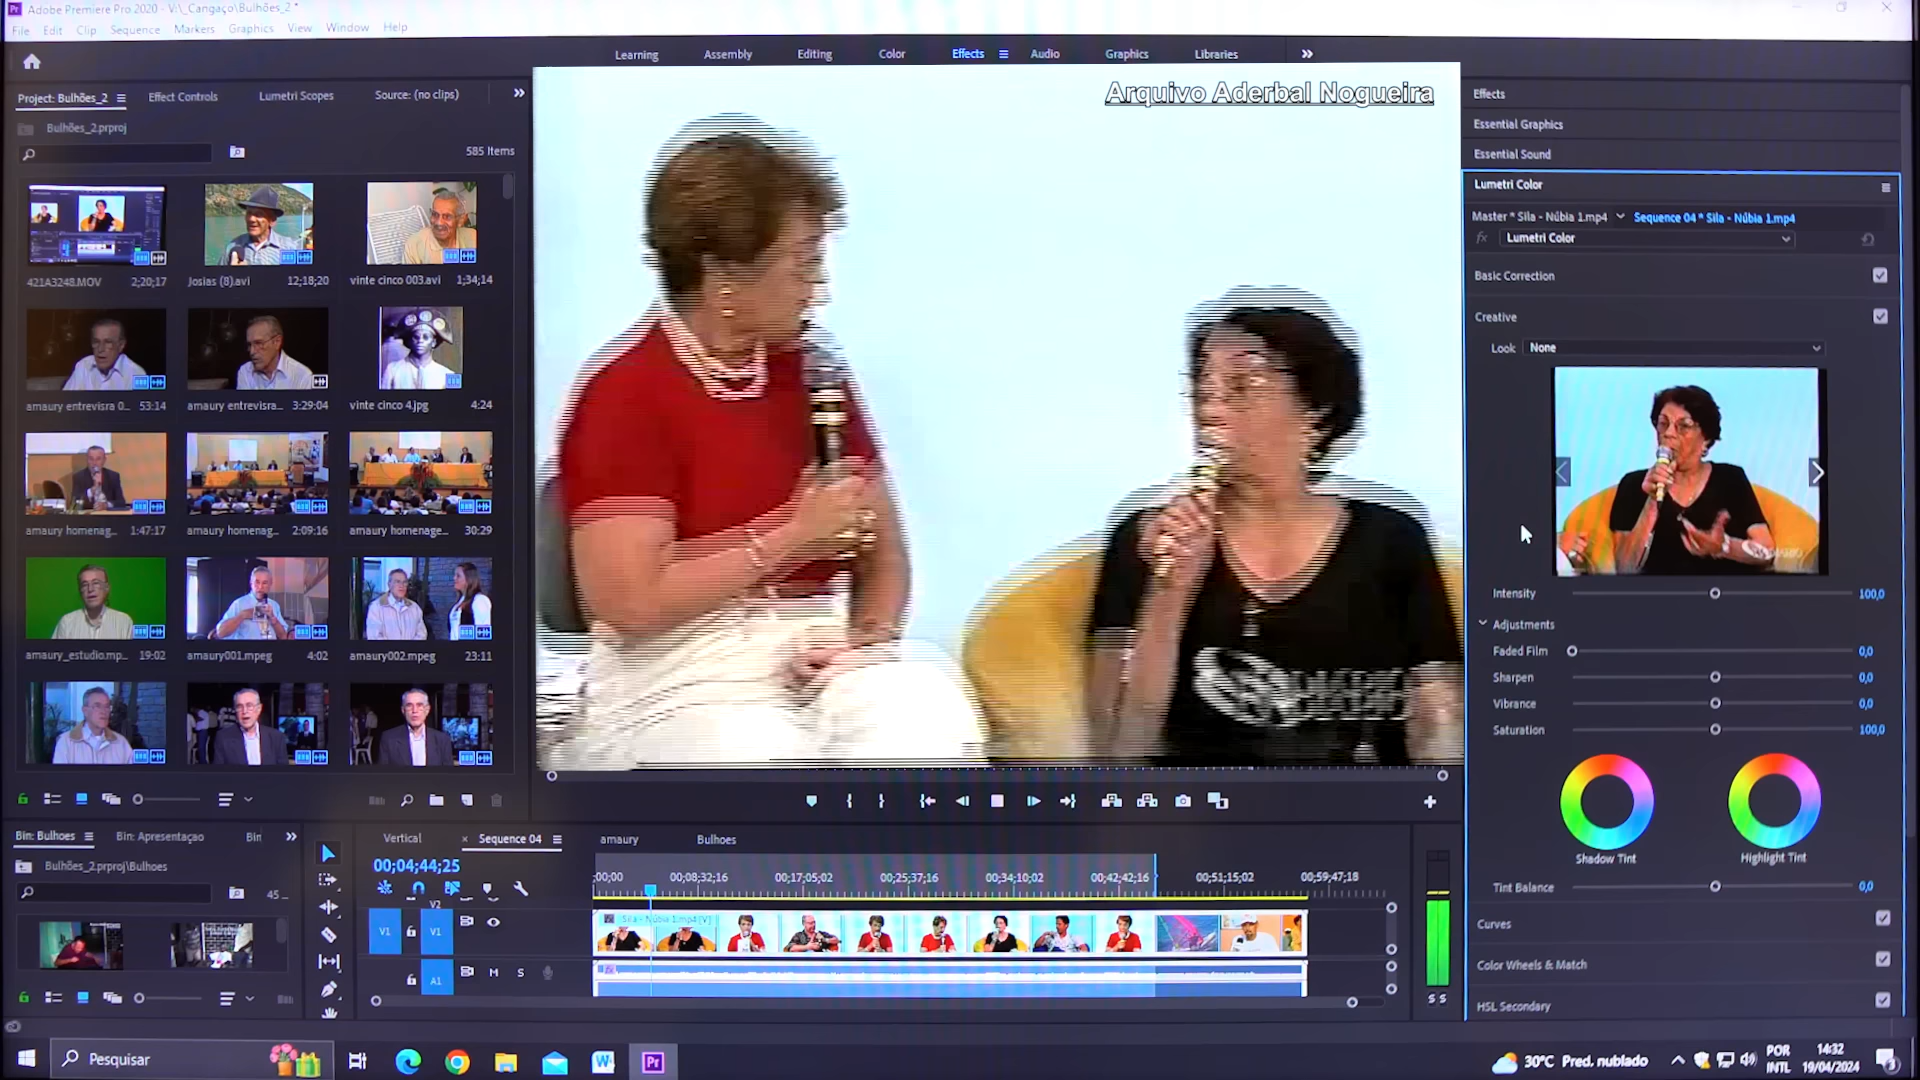 Adobe Premiere Pro 2020 - V:\_Cangaço\Bulhões_2 *
File Edit Clip Sequence Markers Graphics View Window Help
Learning Assembly Editing Color Effects Audio Graphics Libraries
Project: Bulhões_2 Effect Controls Lumetri Scopes Source: (no clips)
Bulhões_2.prproj
585 Items
421A3248.MOV 2;20;17 Josias (8).avi 12;18;20 vinte cinco 003.avi 1;34;14
amaury entrevisra 0... 53:14 amaury entrevisra... 3:29:04 vinte cinco 4.jpg 4:24
amaury homenag... 1:47:17 amaury homenag... 2:09:16 amaury homenage... 30:29
amaury_estudio.mp... 19:02 amaury001.mpeg 4:02 amaury002.mpeg 23:11
Arquivo Aderbal Nogueira
Effects
Essential Graphics
Essential Sound
Lumetri Color
Master * Sila - Núbia 1.mp4 Sequence 04 * Sila - Núbia 1.mp4
fx Lumetri Color
Basic Correction
Creative
Look None
Intensity 100,0
Adjustments
Faded Film 0,0
Sharpen 0,0
Vibrance 0,0
Saturation 100,0
Shadow Tint Highlight Tint
Tint Balance 0,0
Curves
Color Wheels & Match
HSL Secondary
Bin: Bulhoes Bin: Apresentaçao Bin
Bulhões_2.prproj\Bulhoes
45 ...
Vertical × Sequence 04 amaury Bulhoes
00;04;44;25
;00;00 00;08;32;16 00;17;05;02 00;25;37;16 00;34;10;02 00;42;42;16 00;51;15;02 00;59;47;18
V2
V1 V1 Sila - Núbia 1.mp4 [V]
A1 M S
S S
Pesquisar
30°C Pred. nublado
POR
INTL
14:32
19/04/2024